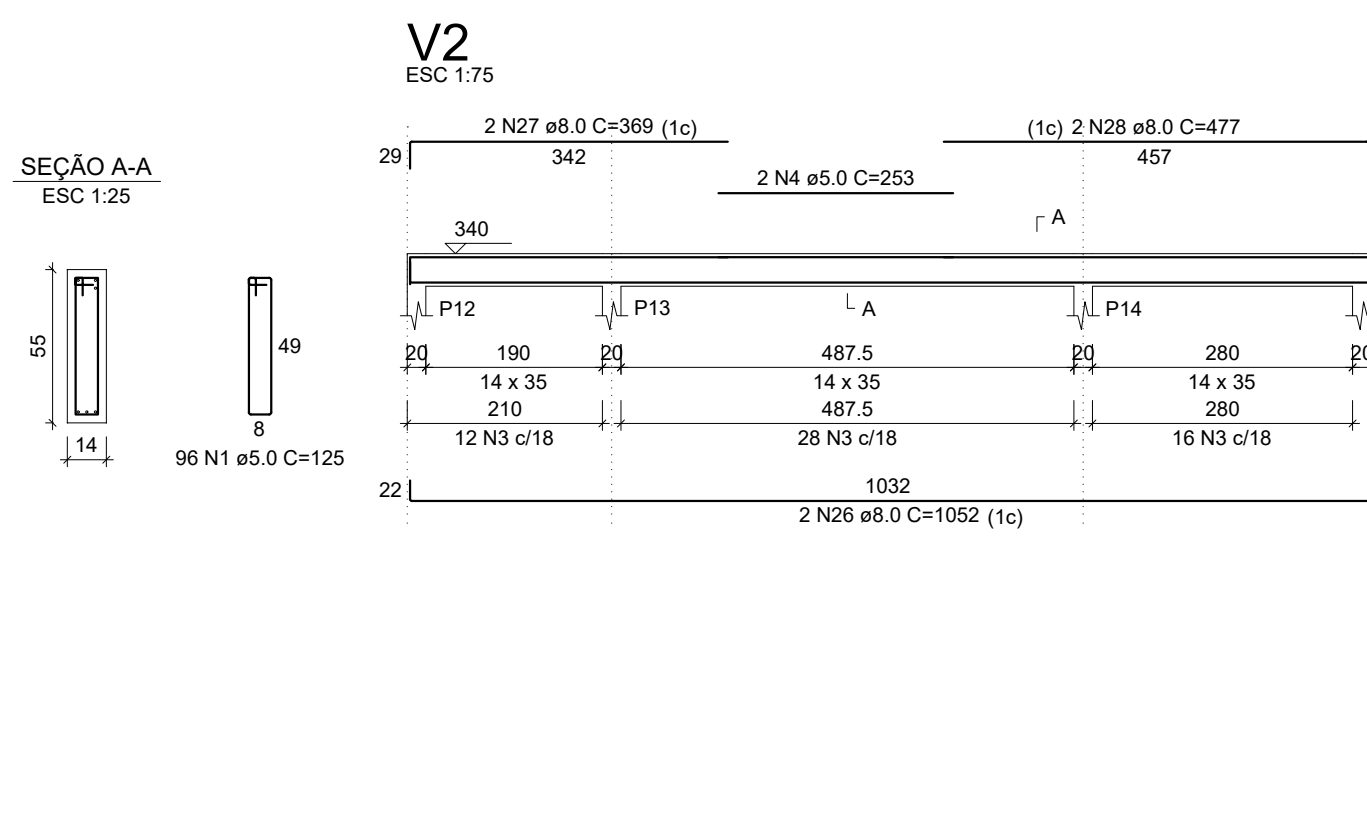 V2
ESC 1:75
2 N27 ø8.0 C=369 (1c)
(1c) 2 N28 ø8.0 C=477
29
342
457
SEÇÃO A-A
ESC 1:25
2 N4 ø5.0 C=253
A
340
P12
P13
A
P14
55
49
20 190 20 487.5 20 280 20
14 x 35 14 x 35 14 x 35
210 487.5 280
8
14
12 N3 c/18 28 N3 c/18 16 N3 c/18
96 N1 ø5.0 C=125
22
1032
2 N26 ø8.0 C=1052 (1c)